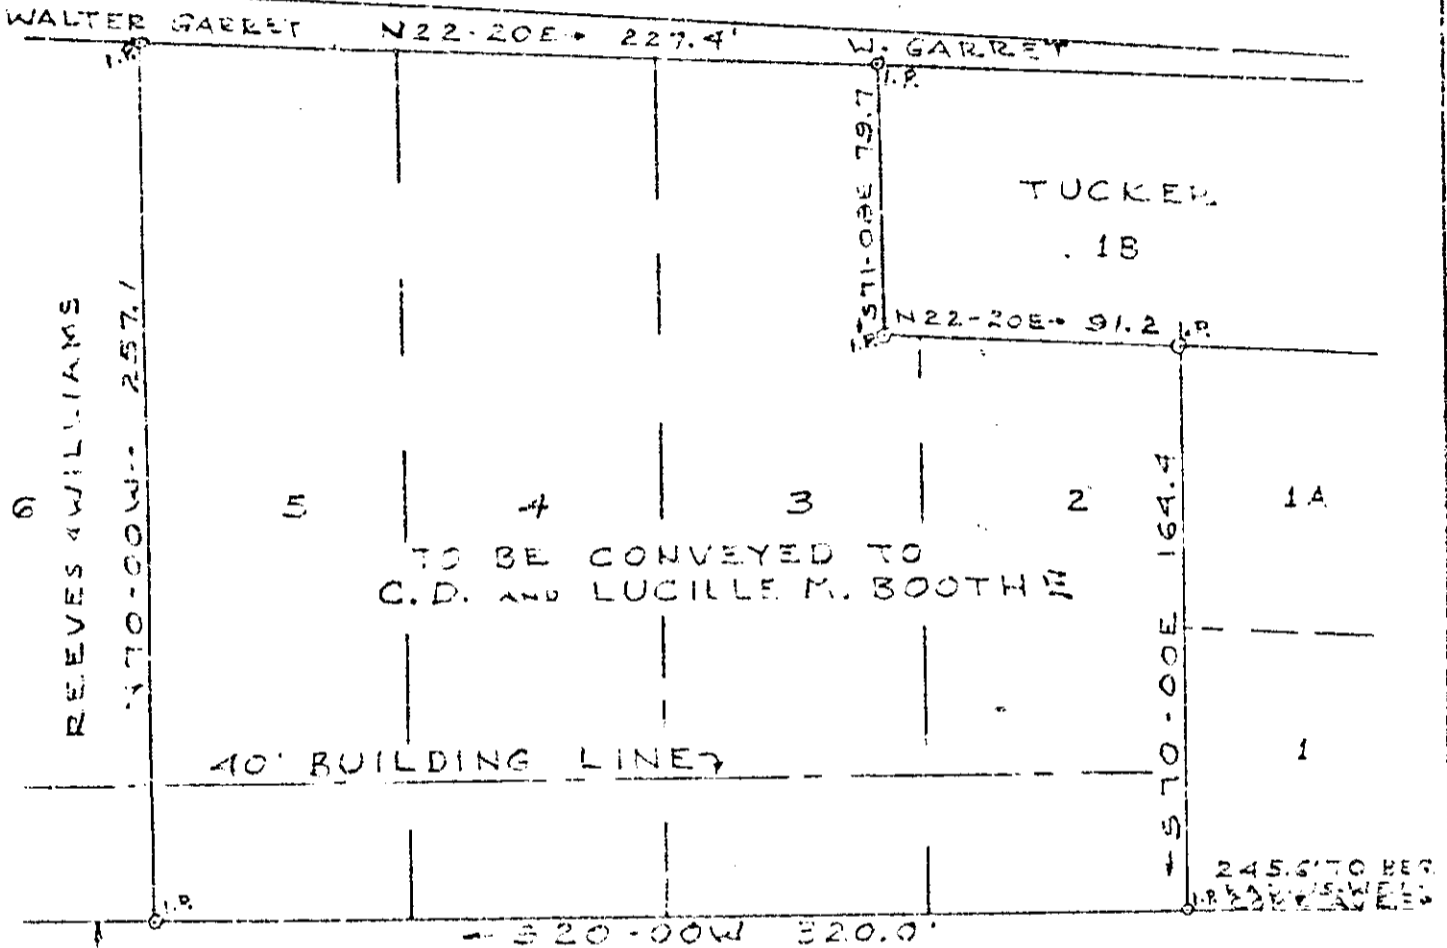 WALTER GARRET
N22-20E 227.4'
W. GARRET
I.P.
I.P.
S71-08E 79.7
TUCKER
1B
N22-20E 91.2
I.P.
I.P.
REEVES & WILLIAMS
N70-00W 257.1
6
5
4
3
2
1A
TO BE CONVEYED TO
C.D. AND LUCILLE M. BOOTHE
S70-00E 164.4
1
40' BUILDING LINE
245.6' TO
I.P.
I.P.
S20-00W 320.0'